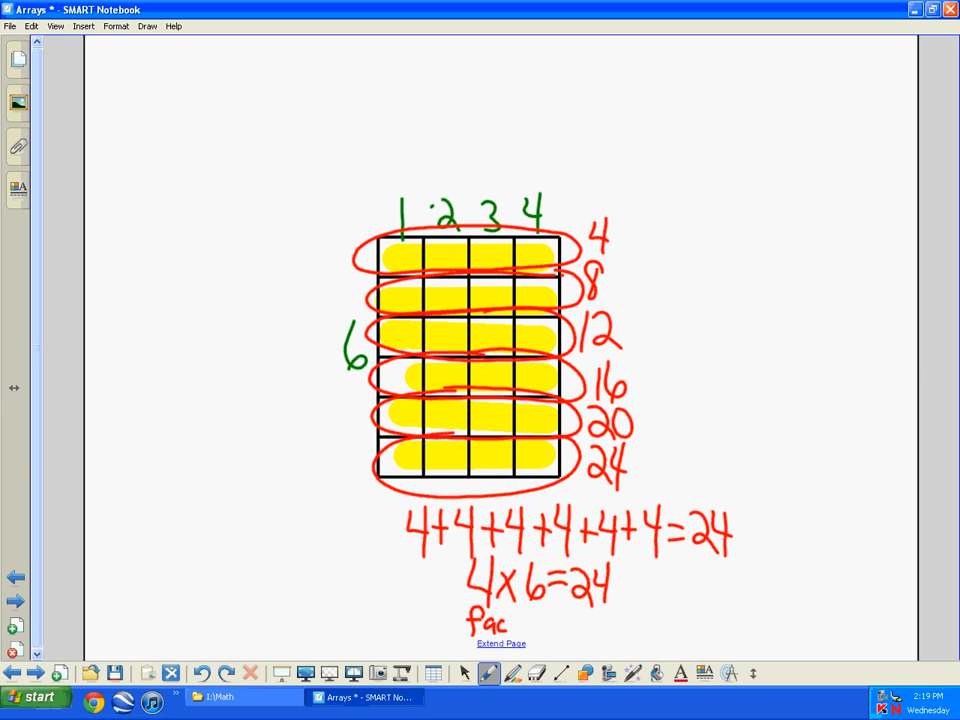 Arrays * - SMART Notebook
File Edit View Insert Format Draw Help
1 2 3 4
4
8
6
12
16
20
24
4+4+4+4+4+4=24
4×6=24
fac
Extend Page
start
I:\Math
Arrays * - SMART No...
2:19 PM
Wednesday